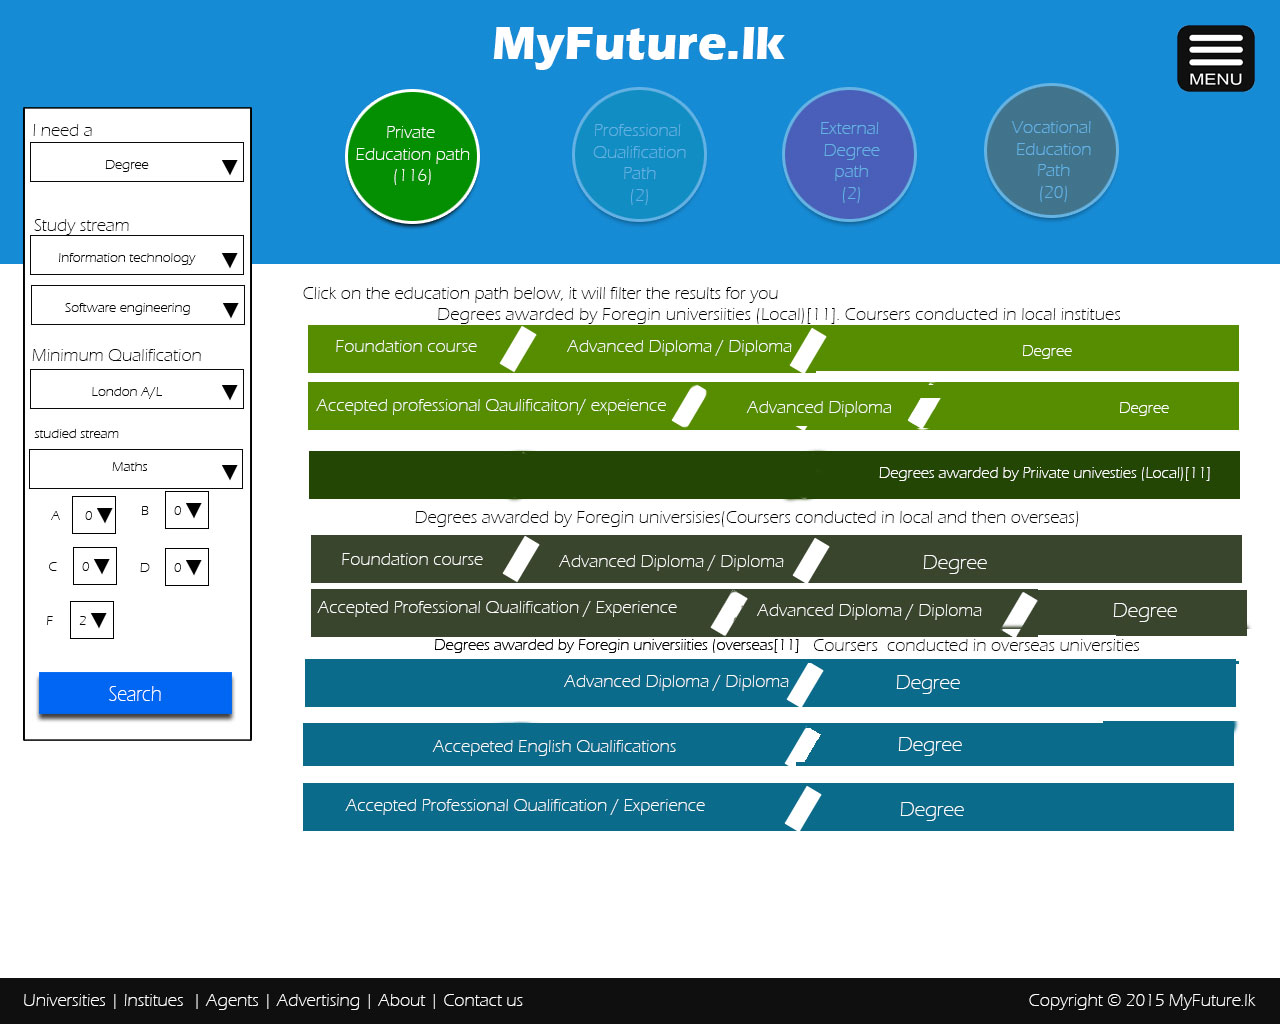 MyFuture.lk
MENU
Private
Education path
(116)
Professional
Qualification
Path
(2)
External
Degree
path
(2)
Vocational
Education
Path
(20)
I need a
Degree
Study stream
Information technology
Software engineering
Minimum Qualification
London A/L
studied stream
Maths
A 0 B 0
C 0 D 0
F 2
Search
Click on the education path below, it will filter the results for you
Degrees awarded by Foregin universiities (Local)[11]. Coursers conducted in local institues
Foundation course Advanced Diploma / Diploma Degree
Accepted professional Qaulificaiton/ expeience Advanced Diploma Degree
Degrees awarded by Priivate univesties (Local)[11]
Degrees awarded by Foregin universisies(Coursers conducted in local and then overseas)
Foundation course Advanced Diploma / Diploma Degree
Accepted Professional Qualification / Experience Advanced Diploma / Diploma Degree
Degrees awarded by Foregin universiities (overseas[11] Coursers conducted in overseas universities
Advanced Diploma / Diploma Degree
Accepeted English Qualifications Degree
Accepted Professional Qualification / Experience Degree
Universities | Institues | Agents | Advertising | About | Contact us
Copyright © 2015 MyFuture.lk